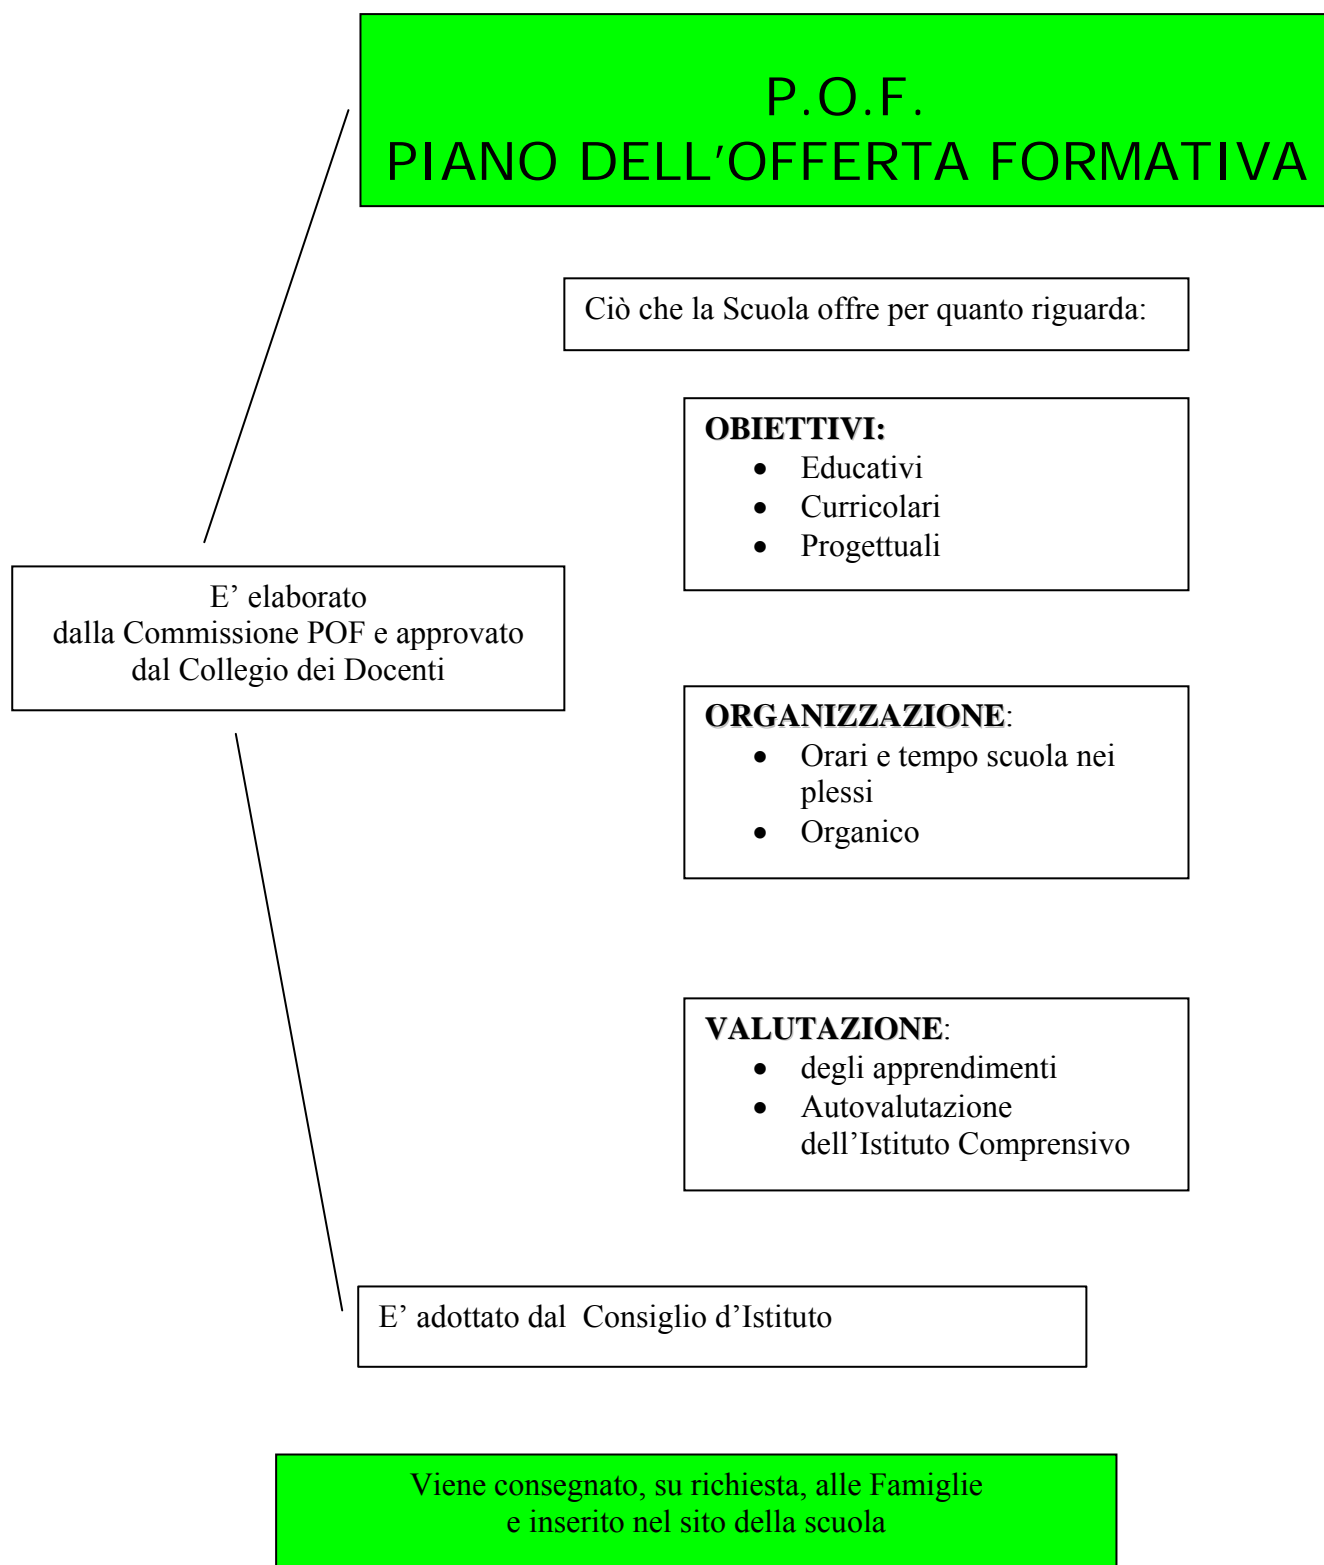 P.O.F.
PIANO DELL'OFFERTA FORMATIVA
Ciò che la Scuola offre per quanto riguarda:
OBIETTIVI:
• Educativi
• Curricolari
• Progettuali
E’ elaborato
dalla Commissione POF e approvato
dal Collegio dei Docenti
ORGANIZZAZIONE:
• Orari e tempo scuola nei
plessi
• Organico
VALUTAZIONE:
• degli apprendimenti
• Autovalutazione
dell’Istituto Comprensivo
E’ adottato dal  Consiglio d’Istituto
Viene consegnato, su richiesta, alle Famiglie
e inserito nel sito della scuola